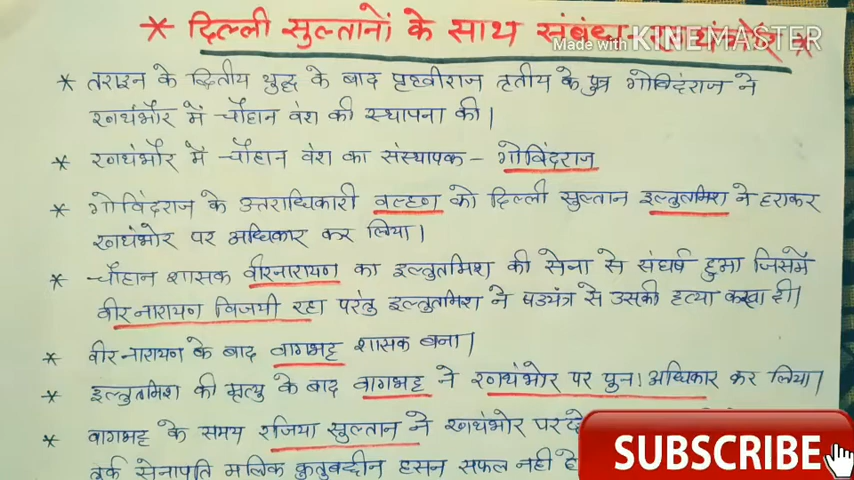 * दिल्ली सुल्तानों के साथ संबंध - रणथंभोर *
Made with KINEMASTER
* तराइन के द्वितीय युद्ध के बाद पृथ्वीराज तृतीय के पुत्र गोविंदराज ने
रणथंभौर में चौहान वंश की स्थापना की।
* रणथंभौर में चौहान वंश का संस्थापक - गोविंदराज
* गोविंदराज के उत्तराधिकारी वल्हण को दिल्ली सुल्तान इल्तुतमिश ने हराकर
रणथंभोर पर अधिकार कर लिया।
* चौहान शासक वीरनारायण का इल्तुतमिश की सेना से संघर्ष हुआ जिसमें
वीरनारायण विजयी रहा परंतु इल्तुतमिश ने षडयंत्र से उसकी हत्या करवा दी।
* वीरनारायण के बाद वागभट्ट शासक बना।
* इल्तुतमिश की मृत्यु के बाद वागभट्ट ने रणथंभोर पर पुनः अधिकार कर लिया।
* वागभट्ट के समय रजिया सुल्तान ने रणथंभोर पर
तुर्क सेनापति मलिक कुतुबद्दीन हसन सफल नही
SUBSCRIBE